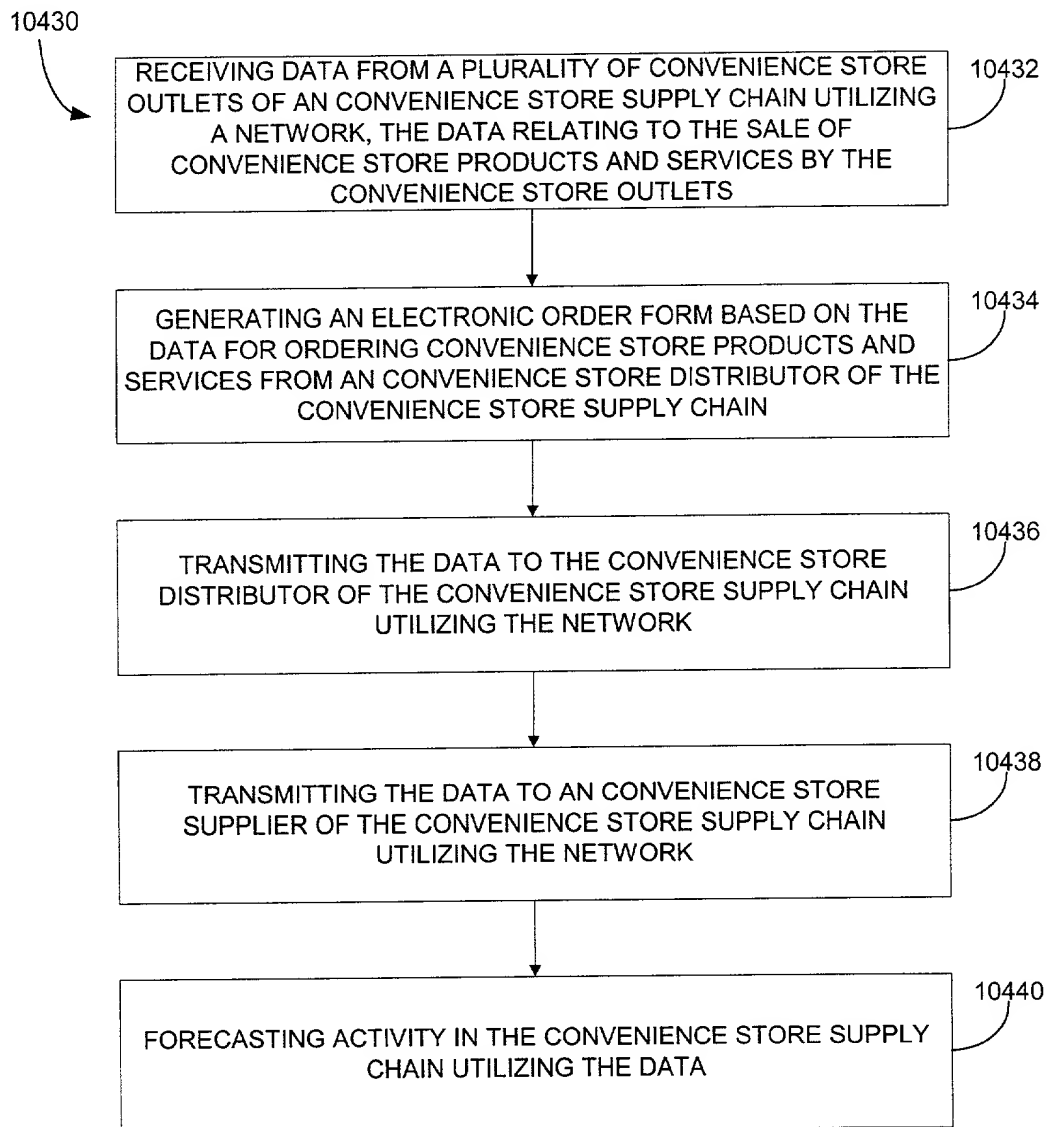 10430
RECEIVING DATA FROM A PLURALITY OF CONVENIENCE STORE
OUTLETS OF AN CONVENIENCE STORE SUPPLY CHAIN UTILIZING
A NETWORK, THE DATA RELATING TO THE SALE OF
CONVENIENCE STORE PRODUCTS AND SERVICES BY THE
CONVENIENCE STORE OUTLETS
10432
GENERATING AN ELECTRONIC ORDER FORM BASED ON THE
DATA FOR ORDERING CONVENIENCE STORE PRODUCTS AND
SERVICES FROM AN CONVENIENCE STORE DISTRIBUTOR OF THE
CONVENIENCE STORE SUPPLY CHAIN
10434
TRANSMITTING THE DATA TO THE CONVENIENCE STORE
DISTRIBUTOR OF THE CONVENIENCE STORE SUPPLY CHAIN
UTILIZING THE NETWORK
10436
TRANSMITTING THE DATA TO AN CONVENIENCE STORE
SUPPLIER OF THE CONVENIENCE STORE SUPPLY CHAIN
UTILIZING THE NETWORK
10438
FORECASTING ACTIVITY IN THE CONVENIENCE STORE SUPPLY
CHAIN UTILIZING THE DATA
10440